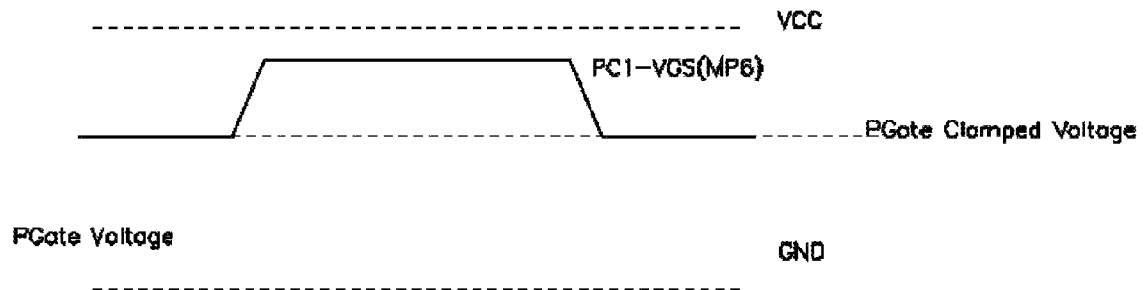 VCC
PC1-VGS(MP6)
PGate Clamped Voltage
PGate Voltage
GND